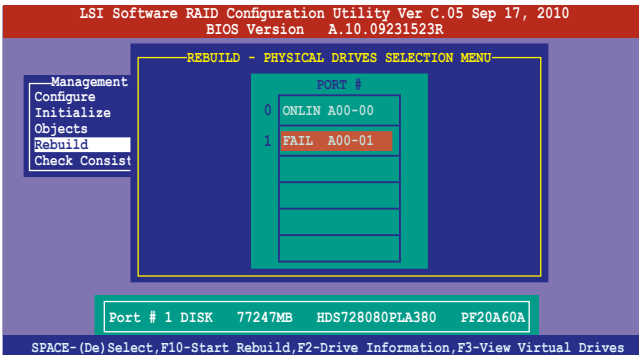 LSI Software RAID Configuration Utility Ver C.05 Sep 17, 2010
BIOS Version A.10.09231523R
REBUILD - PHYSICAL DRIVES SELECTION MENU
Management
Configure
Initialize
Objects
Rebuild
Check Consist
PORT #
0 ONLIN A00-00
1 FAIL A00-01
Port # 1 DISK 77247MB HDS728080PLA380 PF20A60A
SPACE-(De)Select,F10-Start Rebuild,F2-Drive Information,F3-View Virtual Drives